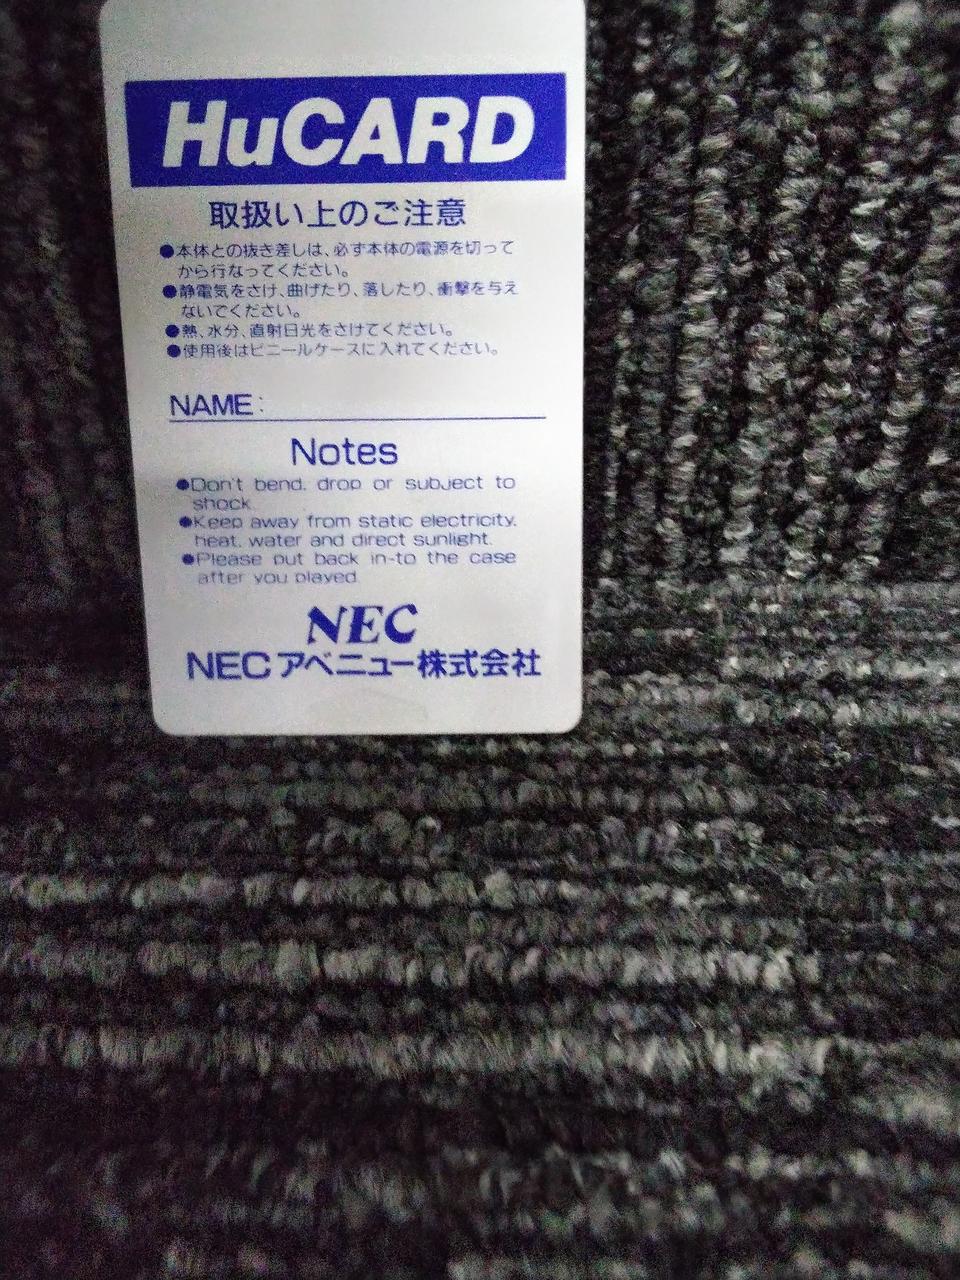 HuCARD
取扱い上のご注意
●本体との抜き差しは、必ず本体の電源を切って
から行なってください。
●静電気をさけ、曲げたり、落したり、衝撃を与え
ないでください。
●熱、水分、直射日光をさけてください。
●使用後はビニールケースに入れてください。
NAME:
Notes
●Don't bend, drop or subject to
shock.
●Keep away from static electricity,
heat, water and direct sunlight.
●Please put back in-to the case
after you played.
NEC
NECアベニュー株式会社